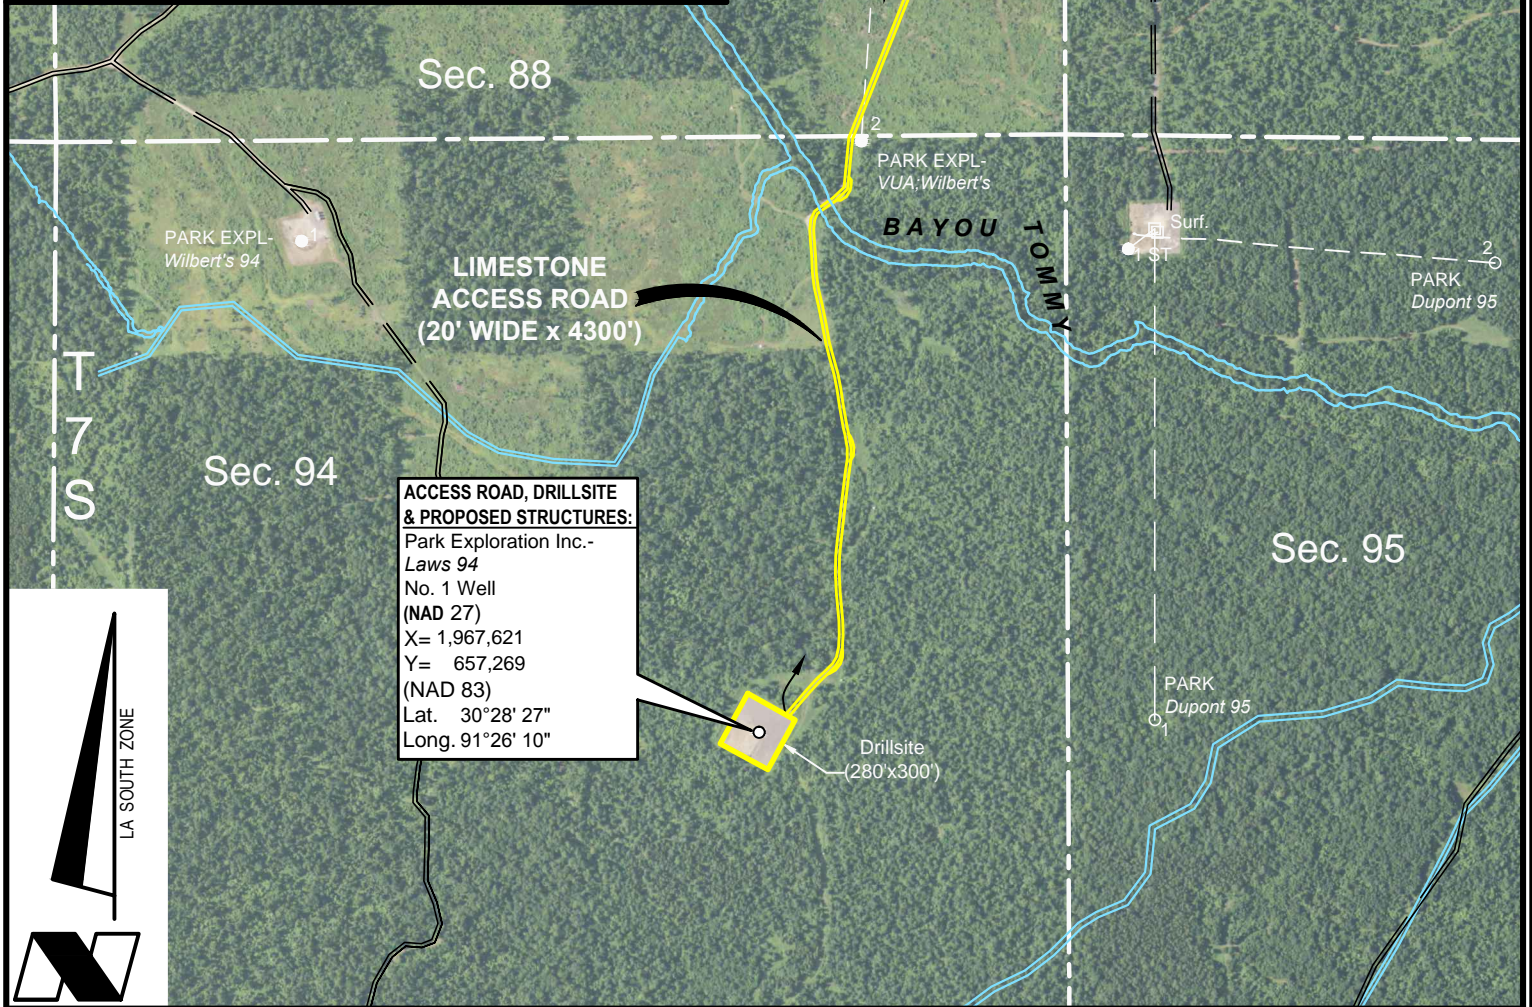 Sec. 88
2
PARK EXPL-
VUA;Wilbert's
PARK EXPL-
Wilbert's 94
1
BAYOU TOMMY
Surf.
1 ST
2
PARK
Dupont 95
LIMESTONE
ACCESS ROAD
(20' WIDE x 4300')
T
7
S
Sec. 94
Sec. 95
ACCESS ROAD, DRILLSITE
& PROPOSED STRUCTURES:
Park Exploration Inc.-
Laws 94
No. 1 Well
(NAD 27)
X= 1,967,621
Y= 657,269
(NAD 83)
Lat. 30°28' 27"
Long. 91°26' 10"
PARK
Dupont 95
1
Drillsite
(280'x300')
LA SOUTH ZONE
N